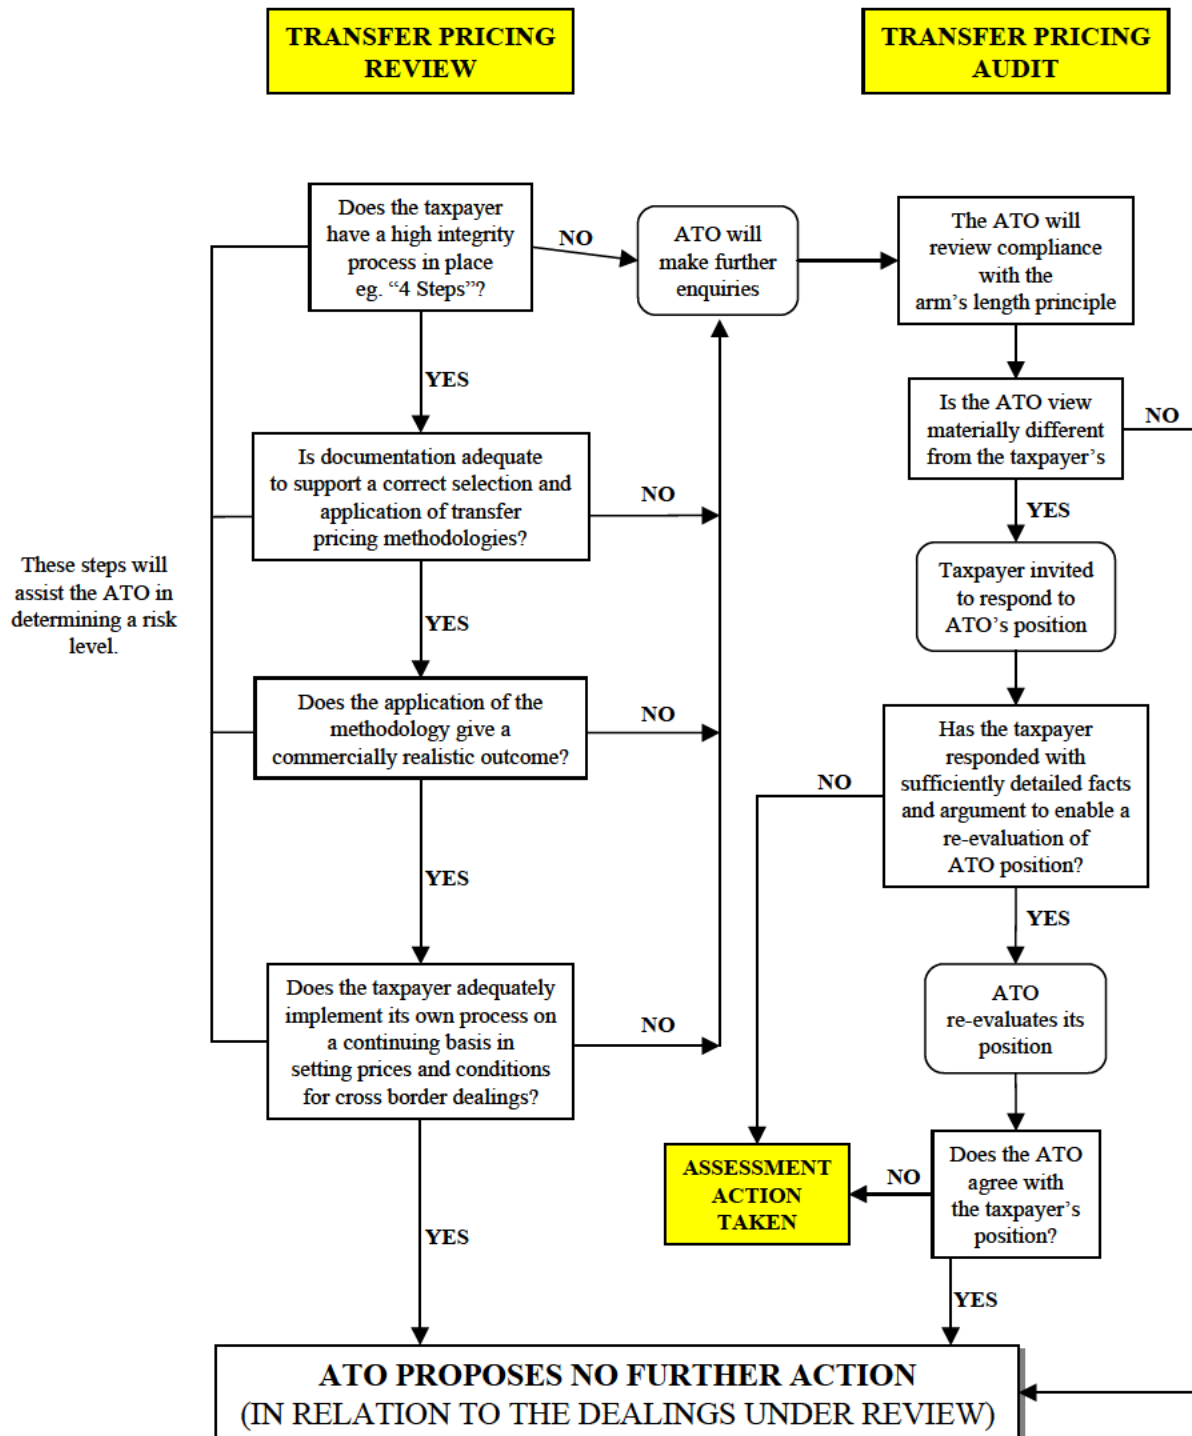 TRANSFER PRICING
REVIEW
TRANSFER PRICING
AUDIT
Does the taxpayer
have a high integrity
process in place
eg. “4 Steps”?
NO
ATO will
make further
enquiries
The ATO will
review compliance
with the
arm’s length principle
YES
Is the ATO view
materially different
from the taxpayer’s
NO
Is documentation adequate
to support a correct selection and
application of transfer
pricing methodologies?
NO
YES
These steps will
assist the ATO in
determining a risk
level.
Taxpayer invited
to respond to
ATO’s position
YES
Does the application of the
methodology give a
commercially realistic outcome?
NO
Has the taxpayer
responded with
sufficiently detailed facts
and argument to enable a
re-evaluation of
ATO position?
NO
YES
YES
Does the taxpayer adequately
implement its own process on
a continuing basis in
setting prices and conditions
for cross border dealings?
NO
ATO
re-evaluates its
position
ASSESSMENT
ACTION
TAKEN
NO
Does the ATO
agree with
the taxpayer’s
position?
YES
YES
ATO PROPOSES NO FURTHER ACTION
(IN RELATION TO THE DEALINGS UNDER REVIEW)